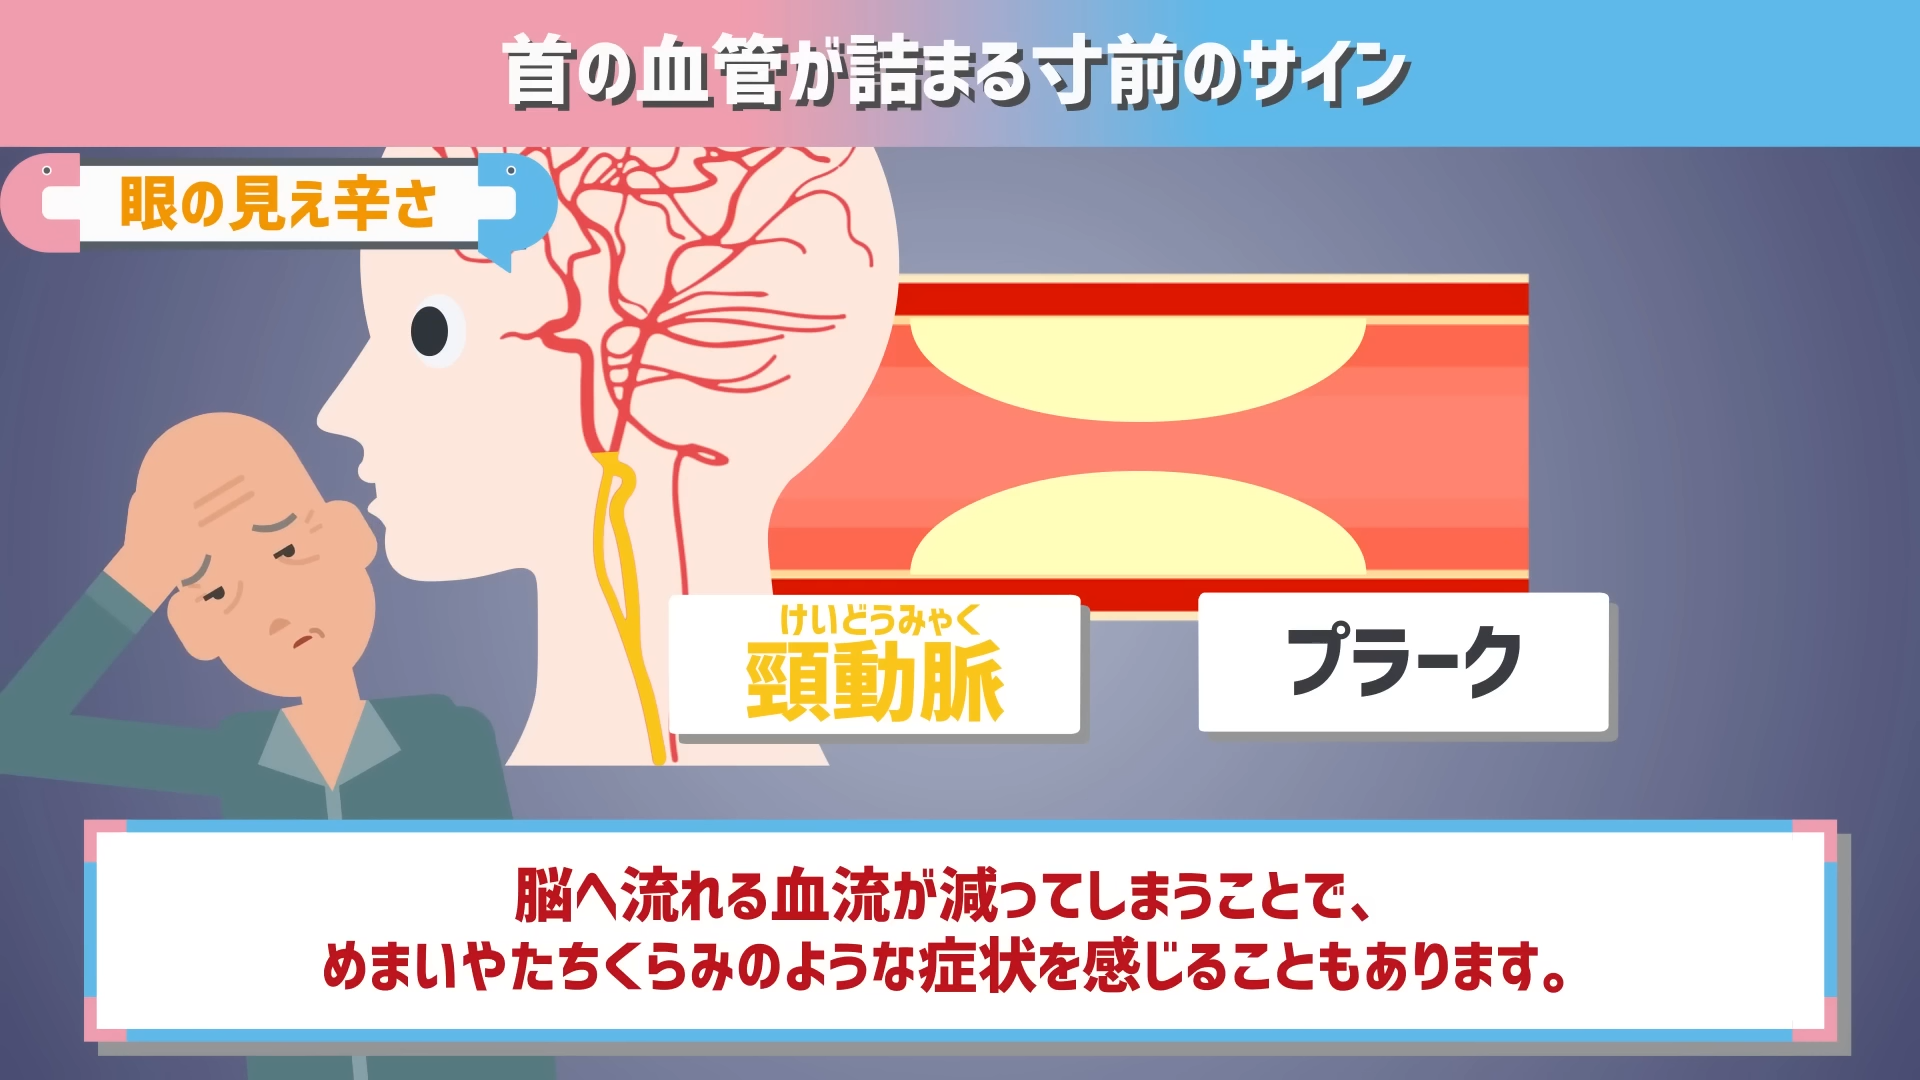 首の血管が詰まる寸前のサイン
眼の見え辛さ
けいどうみゃく
頸動脈
プラーク
脳へ流れる血流が減ってしまうことで、
めまいやたちくらみのような症状を感じることもあります。